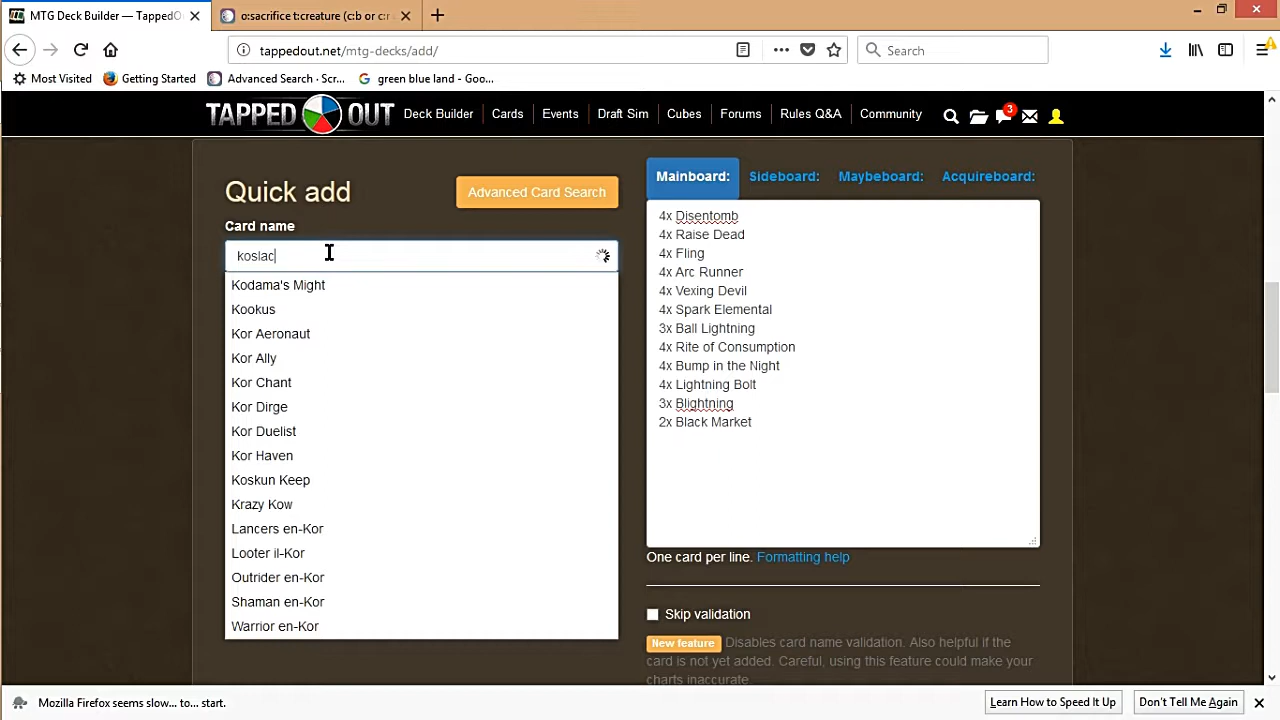 MTG Deck Builder — TappedO
o:sacrifice t:creature (c:b or c:r
tappedout.net/mtg-decks/add/
Search
Most Visited
Getting Started
Advanced Search · Scr...
green blue land - Goo...
TAPPED OUT
Deck Builder
Cards
Events
Draft Sim
Cubes
Forums
Rules Q&A
Community
3
Quick add
Advanced Card Search
Card name
koslac
Kodama's Might
Kookus
Kor Aeronaut
Kor Ally
Kor Chant
Kor Dirge
Kor Duelist
Kor Haven
Koskun Keep
Krazy Kow
Lancers en-Kor
Looter il-Kor
Outrider en-Kor
Shaman en-Kor
Warrior en-Kor
Mainboard:
Sideboard:
Maybeboard:
Acquireboard:
4x Disentomb
4x Raise Dead
4x Fling
4x Arc Runner
4x Vexing Devil
4x Spark Elemental
3x Ball Lightning
4x Rite of Consumption
4x Bump in the Night
4x Lightning Bolt
3x Blightning
2x Black Market
One card per line. Formatting help
Skip validation
New feature Disables card name validation. Also helpful if the
card is not yet added. Careful, using this feature could make your
charts inaccurate.
Mozilla Firefox seems slow... to... start.
Learn How to Speed It Up
Don't Tell Me Again